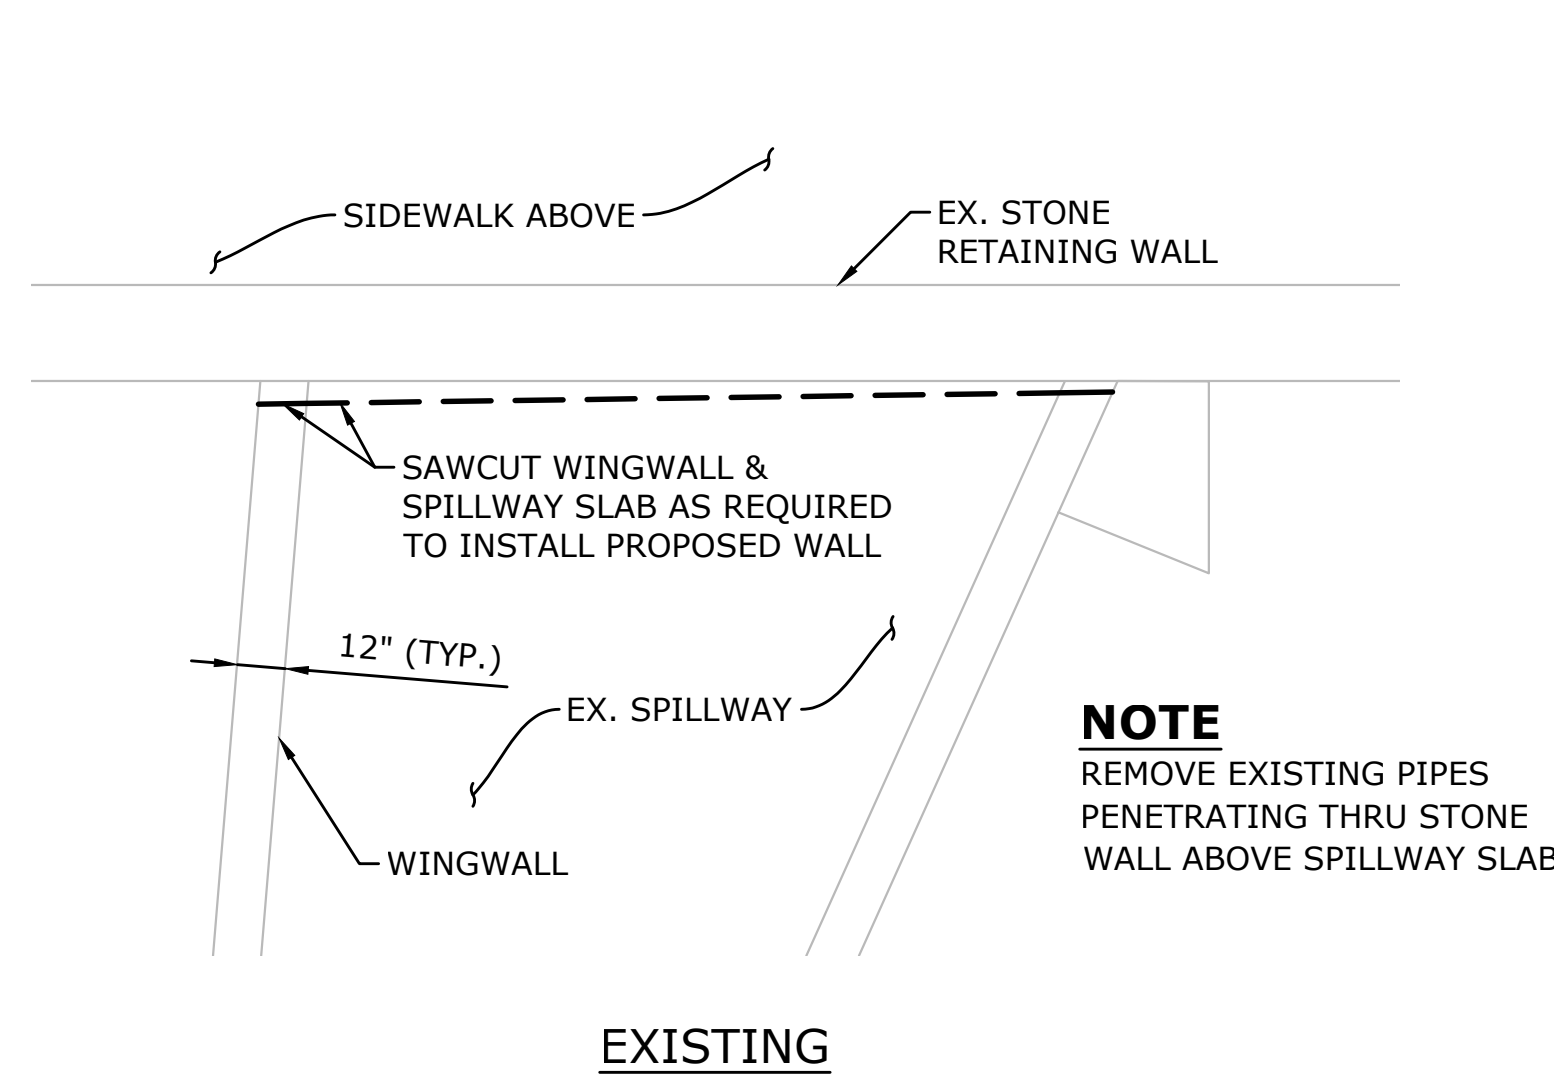 SIDEWALK ABOVE
EX. STONE
RETAINING WALL
SAWCUT WINGWALL &
SPILLWAY SLAB AS REQUIRED
TO INSTALL PROPOSED WALL
12" (TYP.)
EX. SPILLWAY
WINGWALL
NOTE
REMOVE EXISTING PIPES
PENETRATING THRU STONE
WALL ABOVE SPILLWAY SLAB
EXISTING